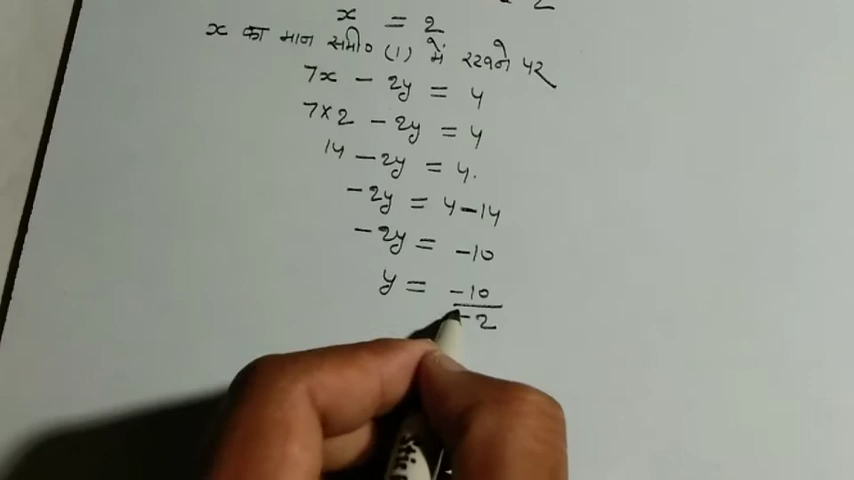 x = 2
x का मान समी० (1) में रखने पर
7x - 2y = 4
7×2 - 2y = 4
14 - 2y = 4.
-2y = 4-14
-2y = -10
y = -10
-2